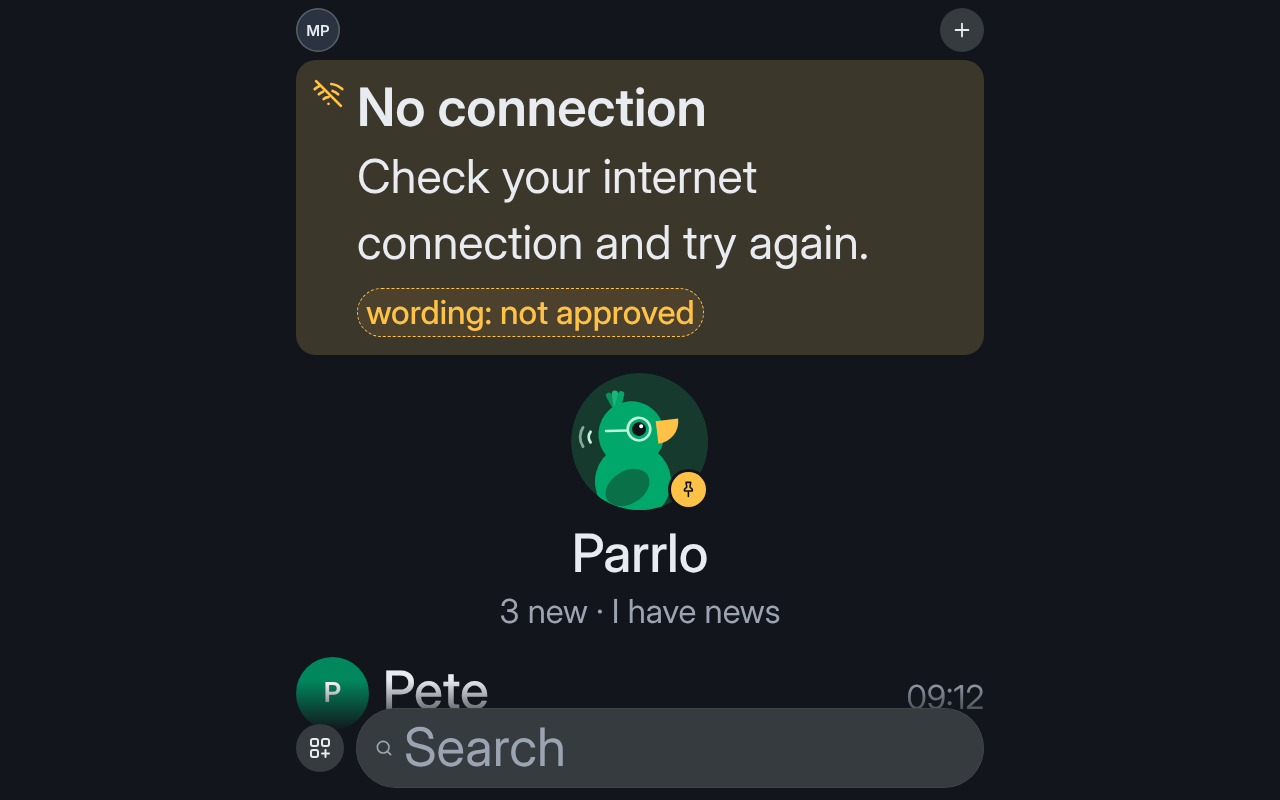 MP
No connection
Check your internet
connection and try again.
wording: not approved
Parrlo
3 new · I have news
P
Pete
09:12
Search